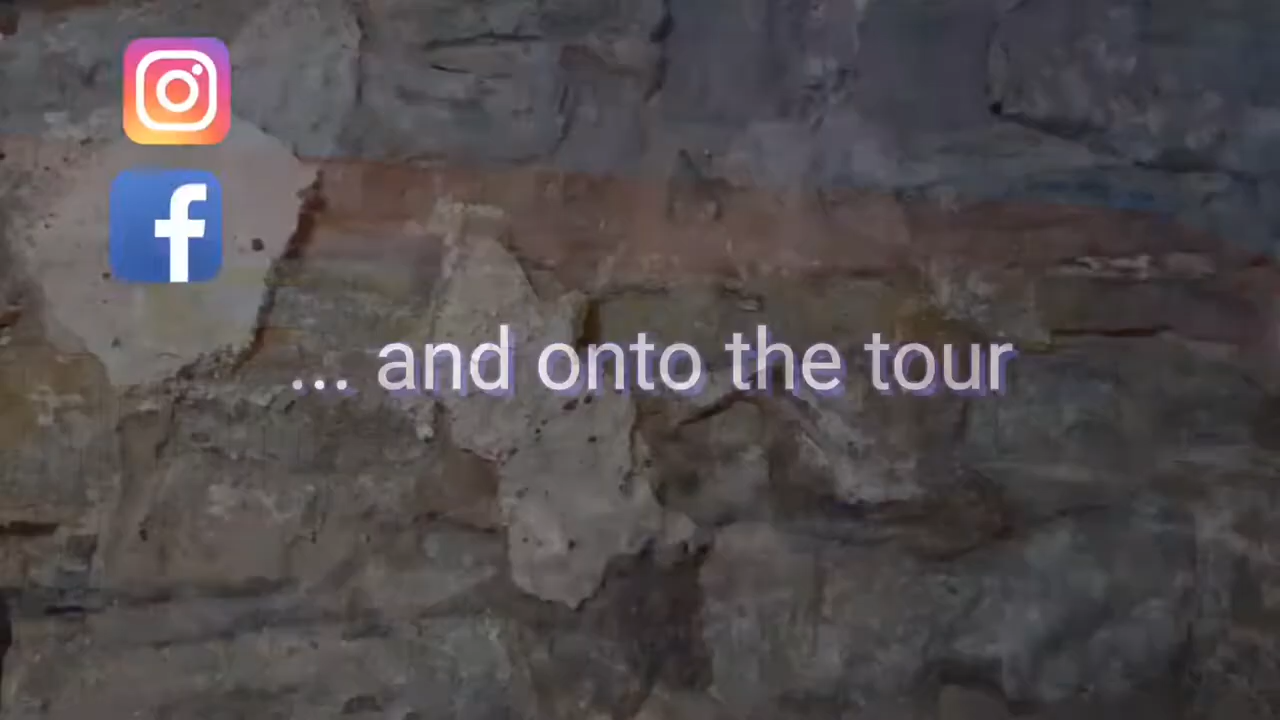 ... and onto the tour